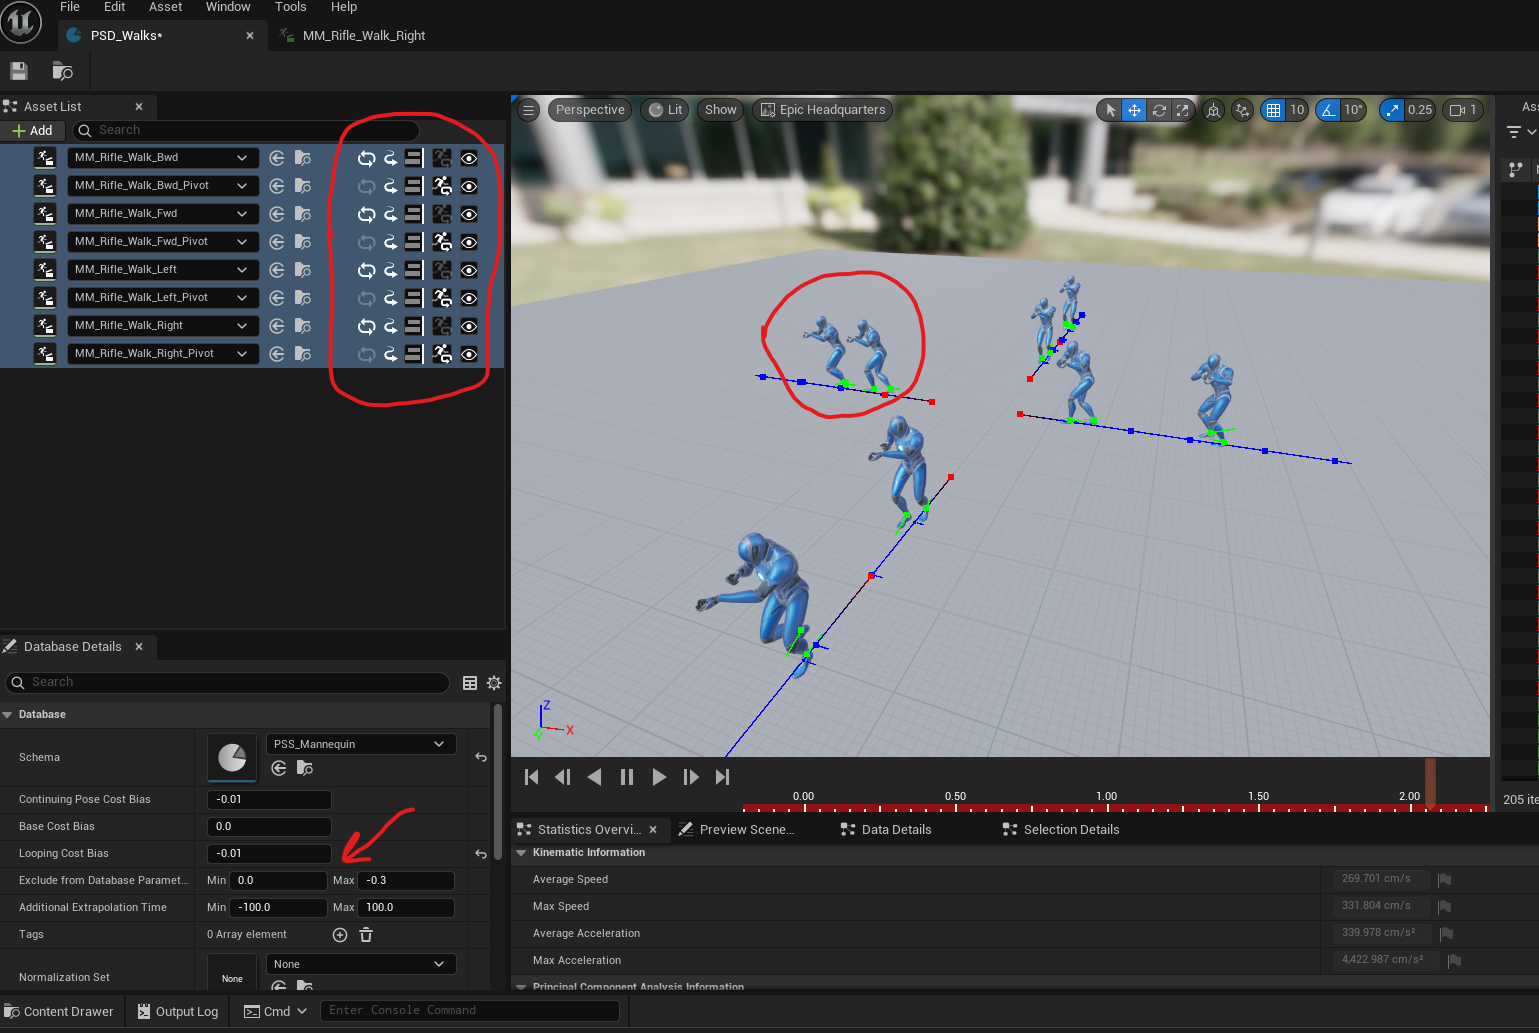 File Edit Asset Window Tools Help
PSD_Walks*
MM_Rifle_Walk_Right
Asset List
Add
Search
MM_Rifle_Walk_Bwd
MM_Rifle_Walk_Bwd_Pivot
MM_Rifle_Walk_Fwd
MM_Rifle_Walk_Fwd_Pivot
MM_Rifle_Walk_Left
MM_Rifle_Walk_Left_Pivot
MM_Rifle_Walk_Right
MM_Rifle_Walk_Right_Pivot
Perspective Lit Show Epic Headquarters 10 10° 0.25 1
Z
X
Y
0.00 0.50 1.00 1.50 2.00
Database Details
Search
Database
Schema
PSS_Mannequin
Continuing Pose Cost Bias -0.01
Base Cost Bias 0.0
Looping Cost Bias -0.01
Exclude from Database Paramet... Min 0.0 Max -0.3
Additional Extrapolation Time Min -100.0 Max 100.0
Tags 0 Array element
Normalization Set None None
Statistics Overvi... Preview Scene... Data Details Selection Details
Kinematic Information
Average Speed 269.701 cm/s
Max Speed 331.804 cm/s
Average Acceleration 339.978 cm/s²
Max Acceleration 4,422.987 cm/s²
Principal Component Analysis Information
Ass
205 ite
Content Drawer Output Log Cmd Enter Console Command